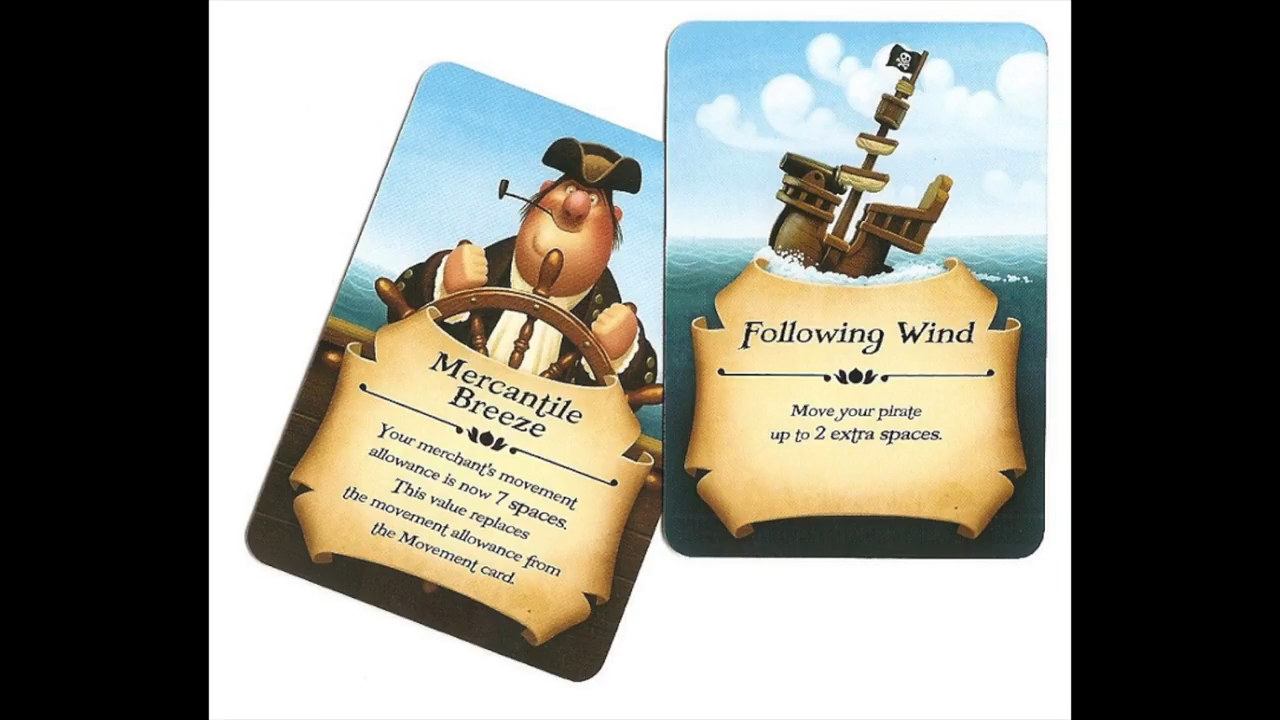 Mercantile
Breeze
Your merchant's movement
allowance is now 7 spaces.
This value replaces
the movement allowance from
the Movement card.
Following Wind
Move your pirate
up to 2 extra spaces.